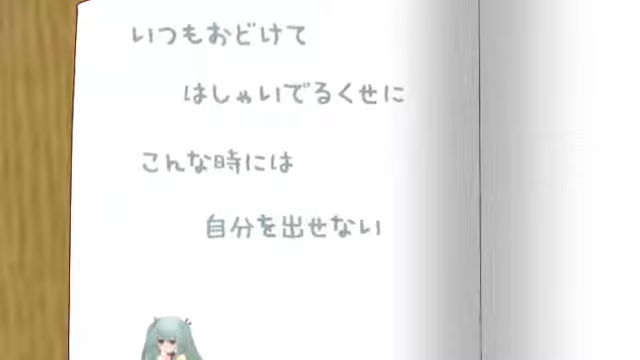 いつもおどけて
はしゃいでるくせに
こんな時には
自分を出せない